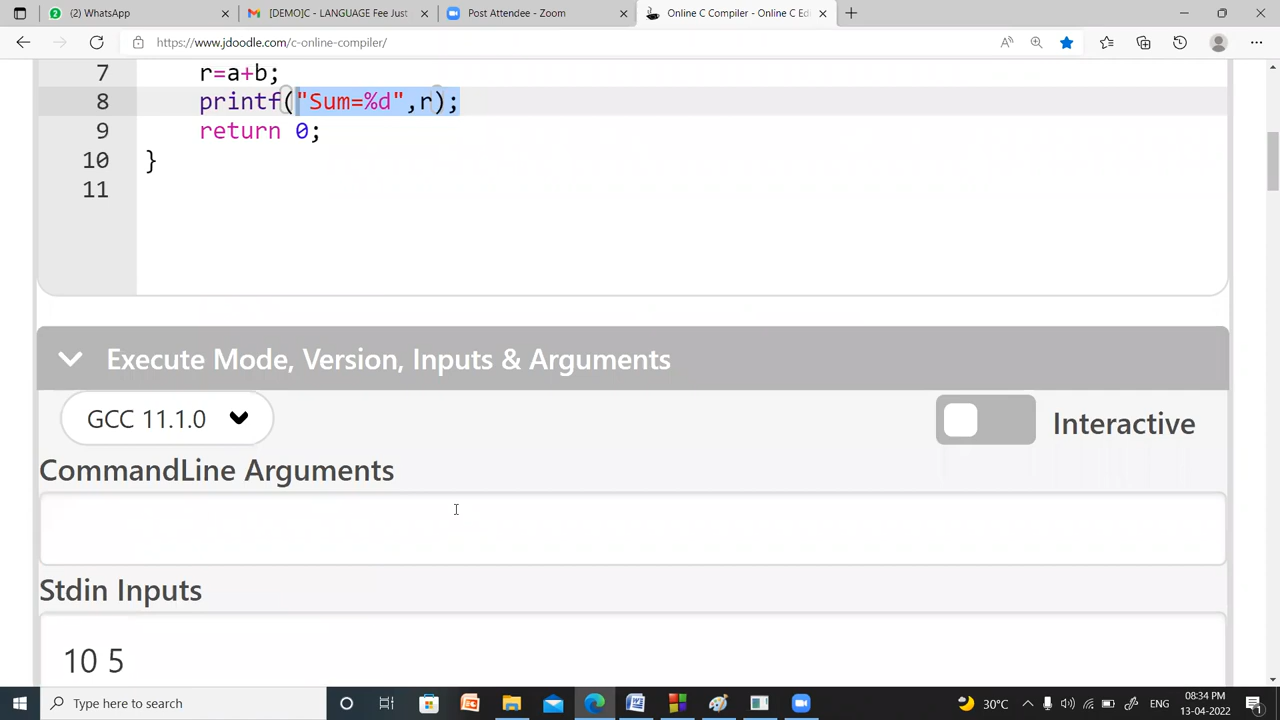 (2) WhatsApp
[DEMO]C - LANGUAGE Fee Just
Post Attendee - Zoom
Online C Compiler - Online C Edi
https://www.jdoodle.com/c-online-compiler/
7 r=a+b;
8 printf("Sum=%d",r);
9 return 0;
10 }
11
Execute Mode, Version, Inputs & Arguments
GCC 11.1.0
Interactive
CommandLine Arguments
Stdin Inputs
10 5
Type here to search
30°C
ENG
08:34 PM
13-04-2022